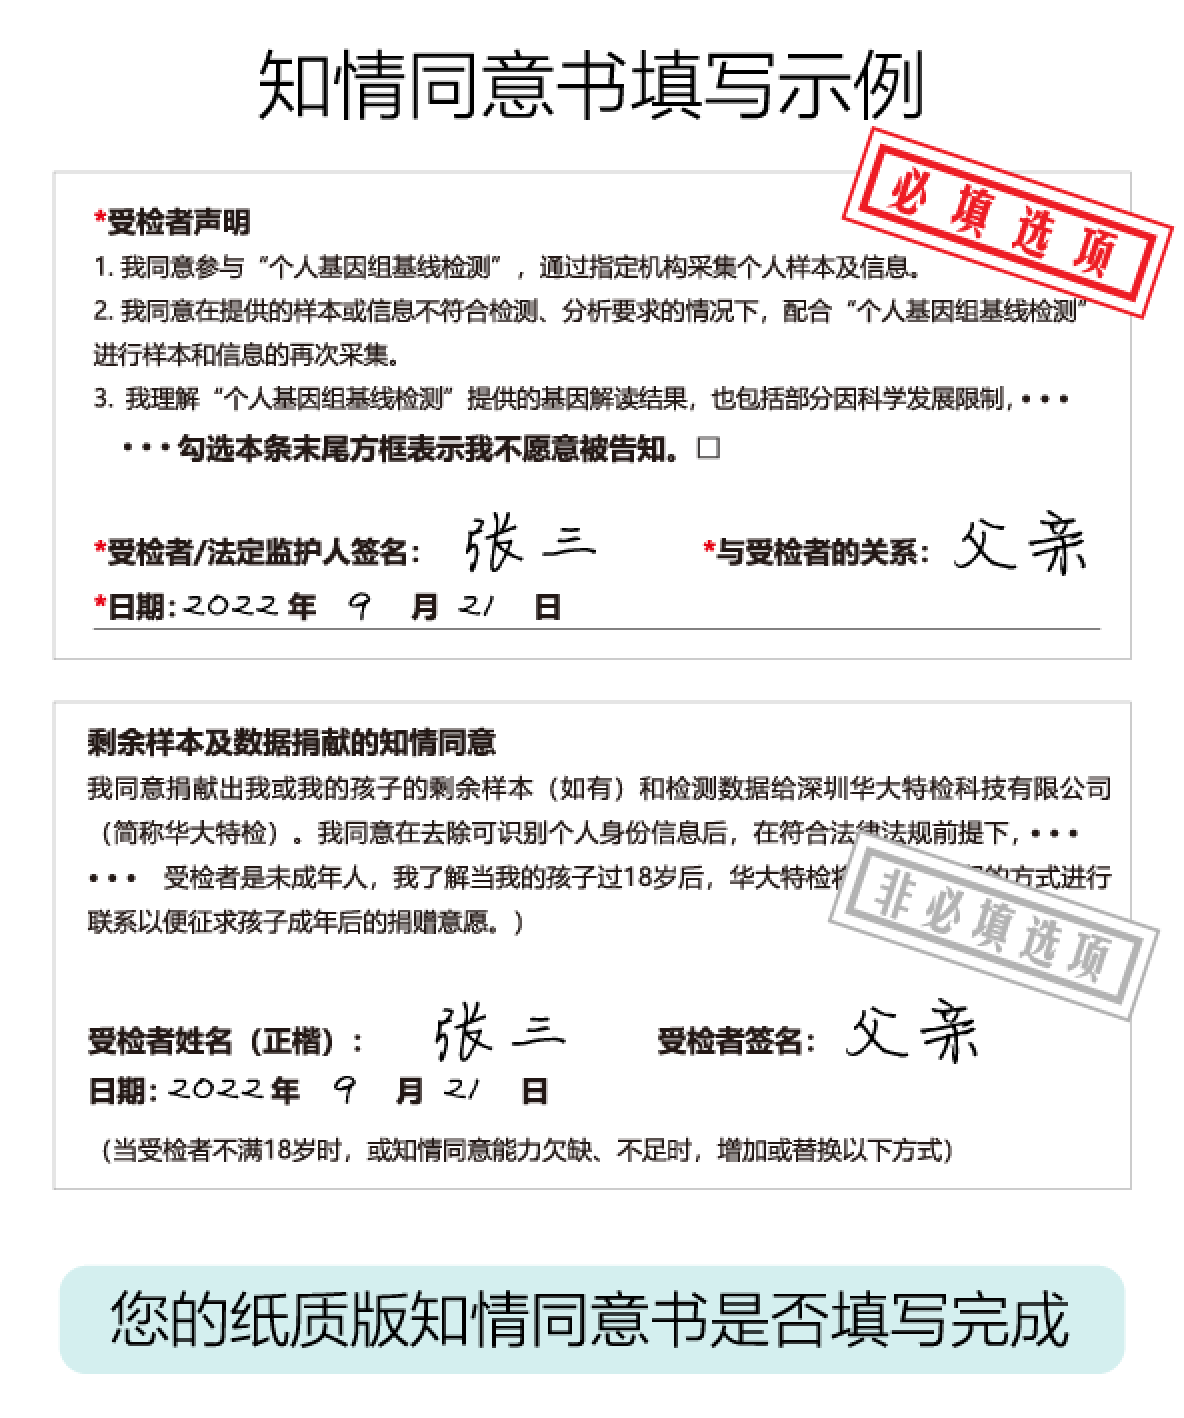 知情同意书填写示例
必填选项
*受检者声明
1. 我同意参与“个人基因组基线检测”，通过指定机构采集个人样本及信息。
2. 我同意在提供的样本或信息不符合检测、分析要求的情况下，配合“个人基因组基线检测”
进行样本和信息的再次采集。
3. 我理解“个人基因组基线检测”提供的基因解读结果，也包括部分因科学发展限制，•••
•••勾选本条末尾方框表示我不愿意被告知。□
*受检者/法定监护人签名： 张三 *与受检者的关系： 父亲
*日期：2022 年 9 月 21 日
剩余样本及数据捐献的知情同意
我同意捐献出我或我的孩子的剩余样本（如有）和检测数据给深圳华大特检科技有限公司
（简称华大特检）。我同意在去除可识别个人身份信息后，在符合法律法规前提下，•••
••• 受检者是未成年人，我了解当我的孩子过18岁后，华大特检将 的方式进行
联系以便征求孩子成年后的捐赠意愿。）
非必填选项
受检者姓名（正楷）： 张三 受检者签名： 父亲
日期：2022 年 9 月 21 日
（当受检者不满18岁时，或知情同意能力欠缺、不足时，增加或替换以下方式）
您的纸质版知情同意书是否填写完成